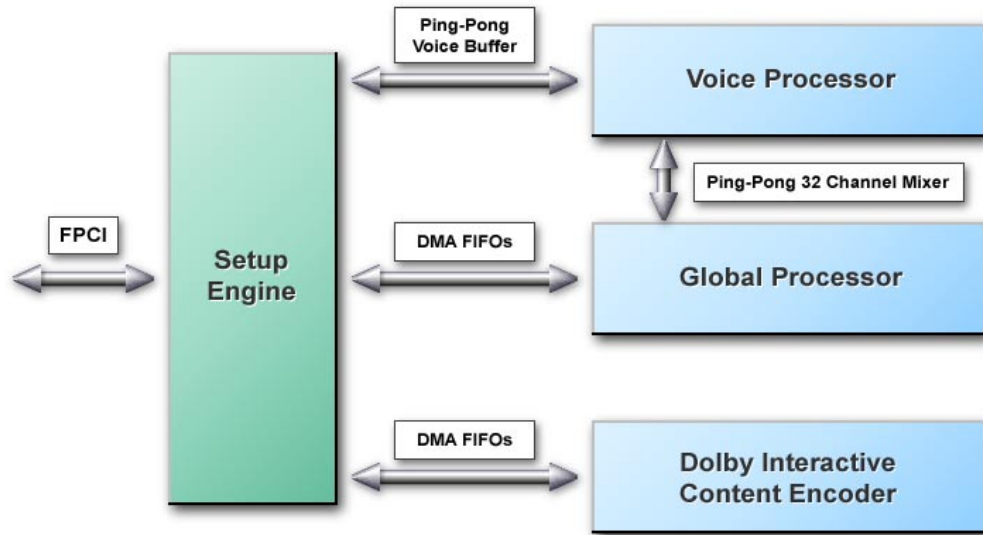 Ping-Pong
Voice Buffer
Voice Processor
Ping-Pong 32 Channel Mixer
FPCI
Setup
Engine
DMA FIFOs
Global Processor
DMA FIFOs
Dolby Interactive
Content Encoder